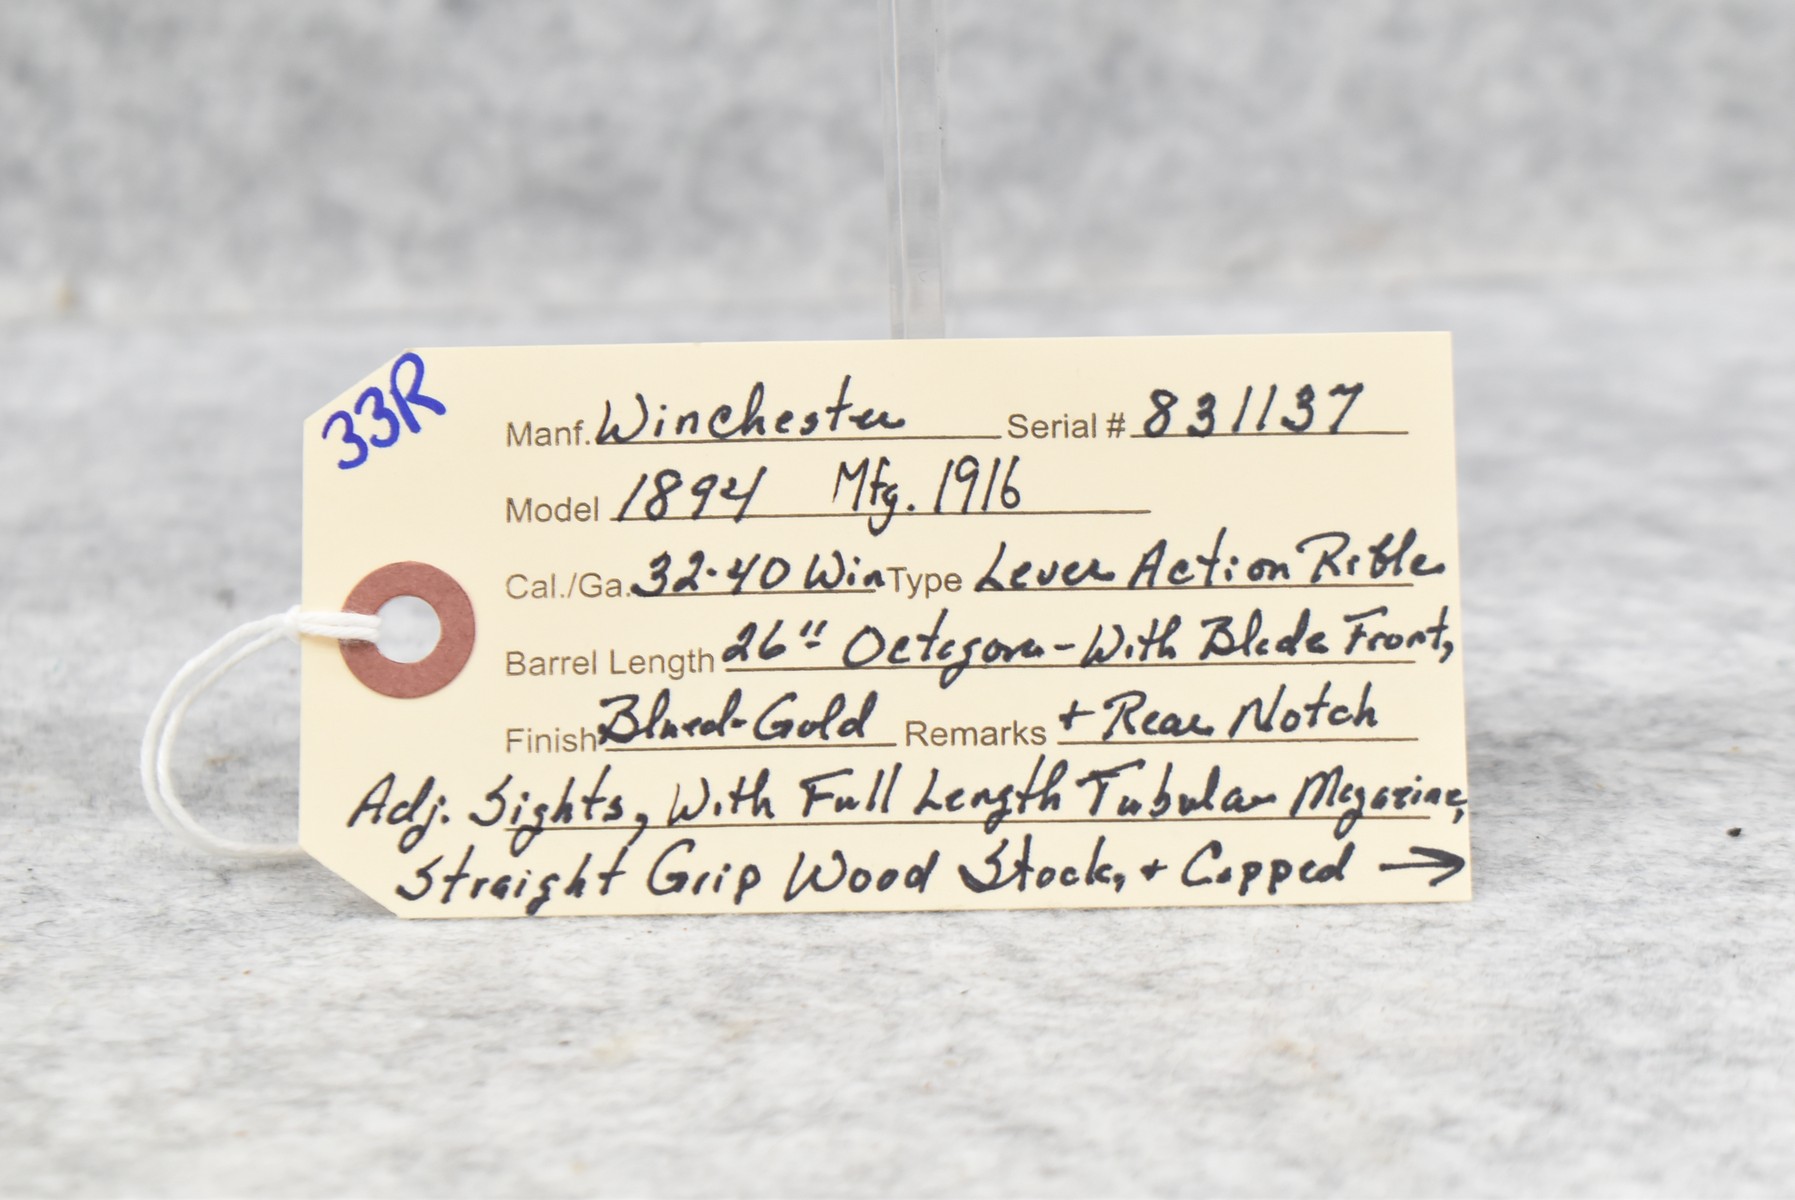 33R
Manf. Winchester Serial # 831137
Model 1894 Mfg. 1916
Cal./Ga. 32-40 Win Type Lever Action Rifle
Barrel Length 26" Octagon - With Blade Front,
Finish Blued-Gold Remarks + Rear Notch
Adj. Sights, With Full Length Tubular Magazine,
Straight Grip Wood Stock, + Capped →